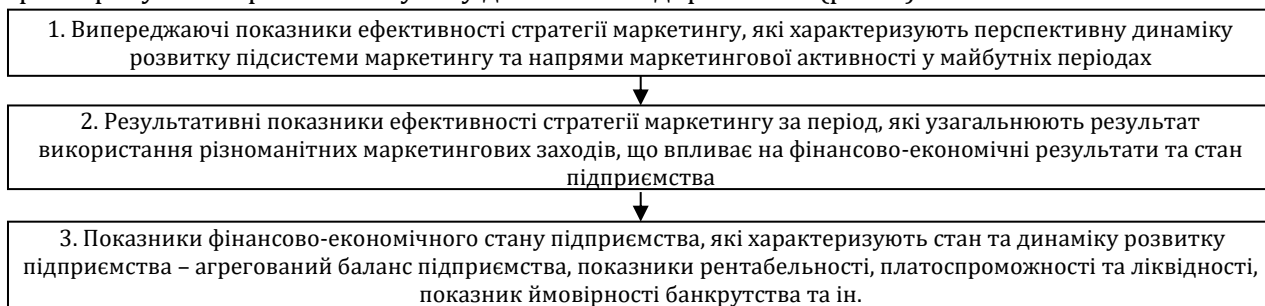 1. Випереджаючі показники ефективності стратегії маркетингу, які характеризують перспективну динаміку
розвитку підсистеми маркетингу та напрями маркетингової активності у майбутніх періодах
2. Результативні показники ефективності стратегії маркетингу за період, які узагальнюють результат
використання різноманітних маркетингових заходів, що впливає на фінансово-економічні результати та стан
підприємства
3. Показники фінансово-економічного стану підприємства, які характеризують стан та динаміку розвитку
підприємства – агрегований баланс підприємства, показники рентабельності, платоспроможності та ліквідності,
показник ймовірності банкрутства та ін.